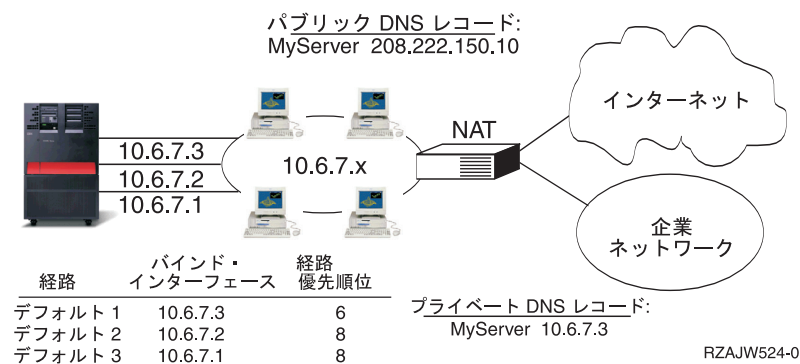 パブリック DNS レコード:
MyServer 208.222.150.10
インターネット
NAT
10.6.7.3
10.6.7.2
10.6.7.1
10.6.7.x
企業
ネットワーク
経路 バインド・インターフェース 経路優先順位
デフォルト 1 10.6.7.3 6
デフォルト 2 10.6.7.2 8
デフォルト 3 10.6.7.1 8
プライベート DNS レコード:
MyServer 10.6.7.3
RZAJW524-0